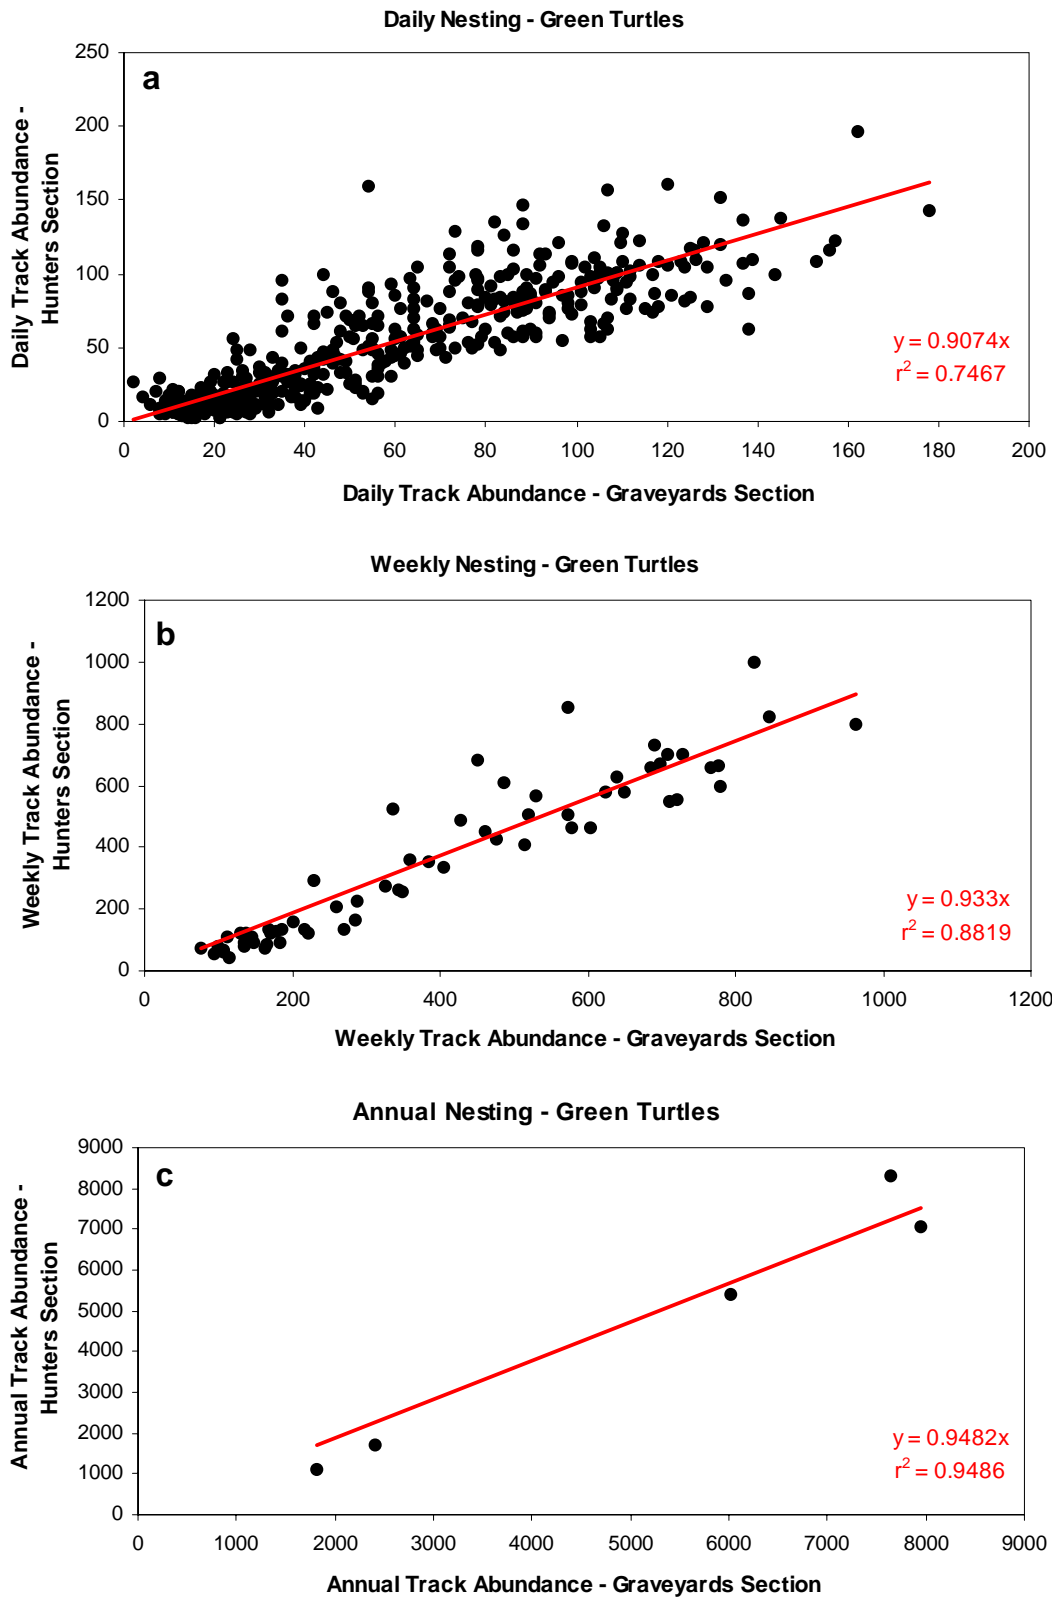 Daily Nesting - Green Turtles
a
Daily Track Abundance -
Hunters Section
250
200
150
100
50
0
0 20 40 60 80 100 120 140 160 180 200
y = 0.9074x
r² = 0.7467
Daily Track Abundance - Graveyards Section
Weekly Nesting - Green Turtles
b
Weekly Track Abundance -
Hunters Section
1200
1000
800
600
400
200
0
0 200 400 600 800 1000 1200
y = 0.933x
r² = 0.8819
Weekly Track Abundance - Graveyards Section
Annual Nesting - Green Turtles
c
Annual Track Abundance -
Hunters Section
9000
8000
7000
6000
5000
4000
3000
2000
1000
0
0 1000 2000 3000 4000 5000 6000 7000 8000 9000
y = 0.9482x
r² = 0.9486
Annual Track Abundance - Graveyards Section